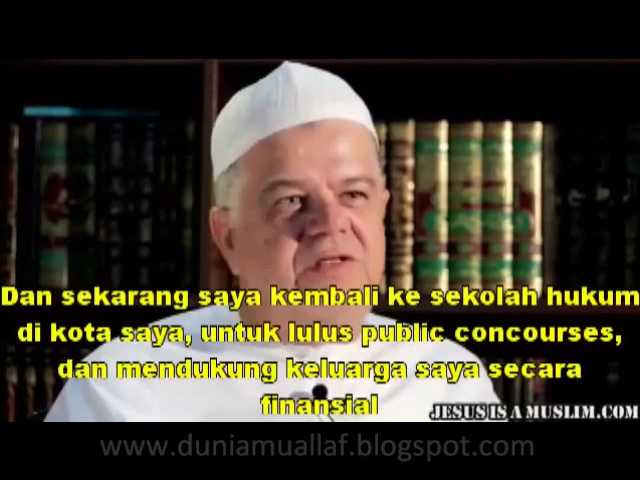 Dan sekarang saya kembali ke sekolah hukum
di kota saya, untuk lulus public concourses,
dan mendukung keluarga saya secara
finansial
JESUS IS A MUSLIM.COM
www.duniamuallaf.blogspot.com